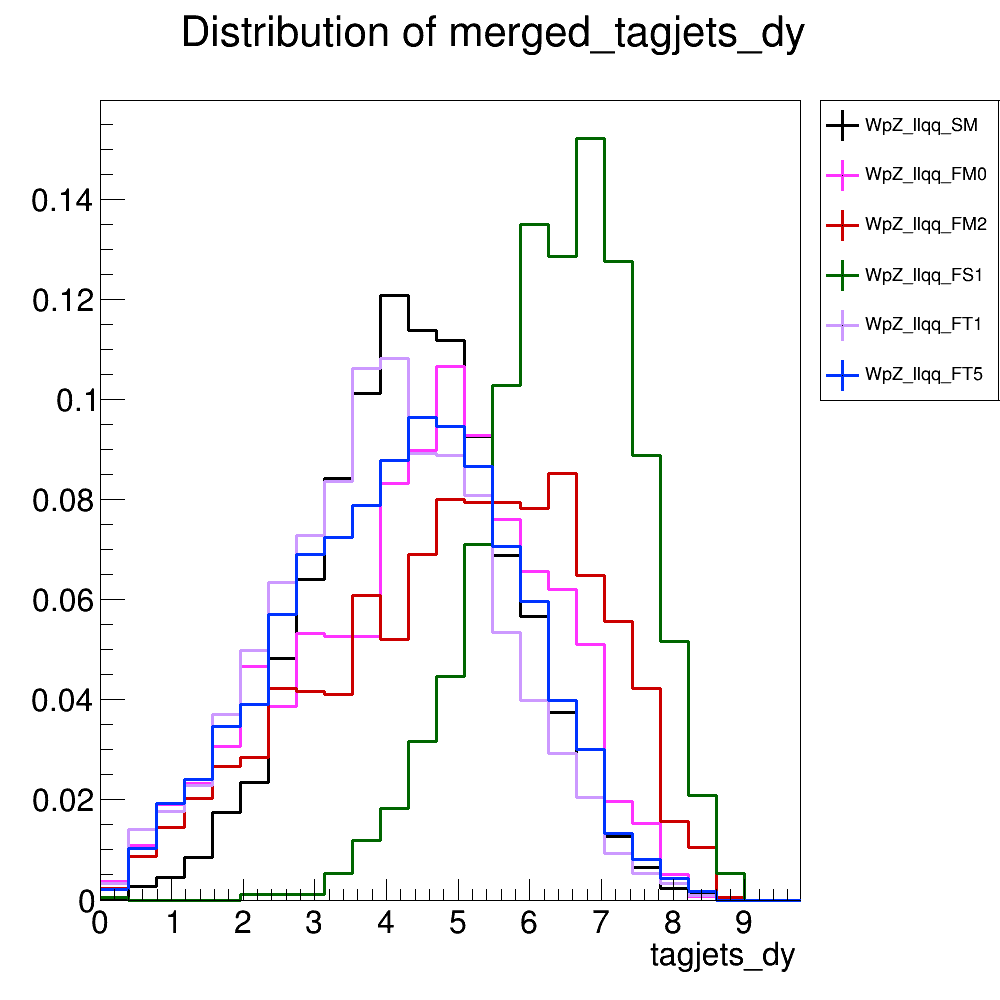 Distribution of merged_tagjets_dy
WpZ_llqq_SM
WpZ_llqq_FM0
WpZ_llqq_FM2
WpZ_llqq_FS1
WpZ_llqq_FT1
WpZ_llqq_FT5
0.14
0.12
0.1
0.08
0.06
0.04
0.02
0
0 1 2 3 4 5 6 7 8 9
tagjets_dy